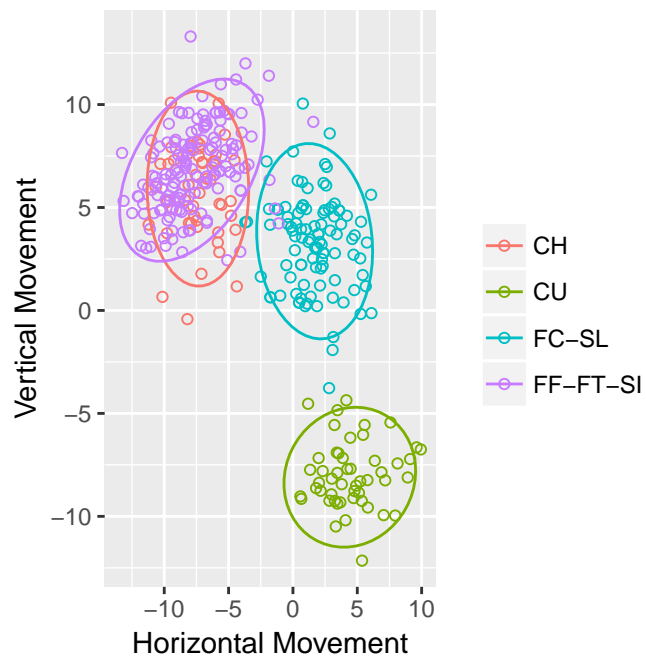 Vertical Movement
10
5
0
−5
−10
−10 −5 0 5 10
Horizontal Movement
CH
CU
FC−SL
FF−FT−SI